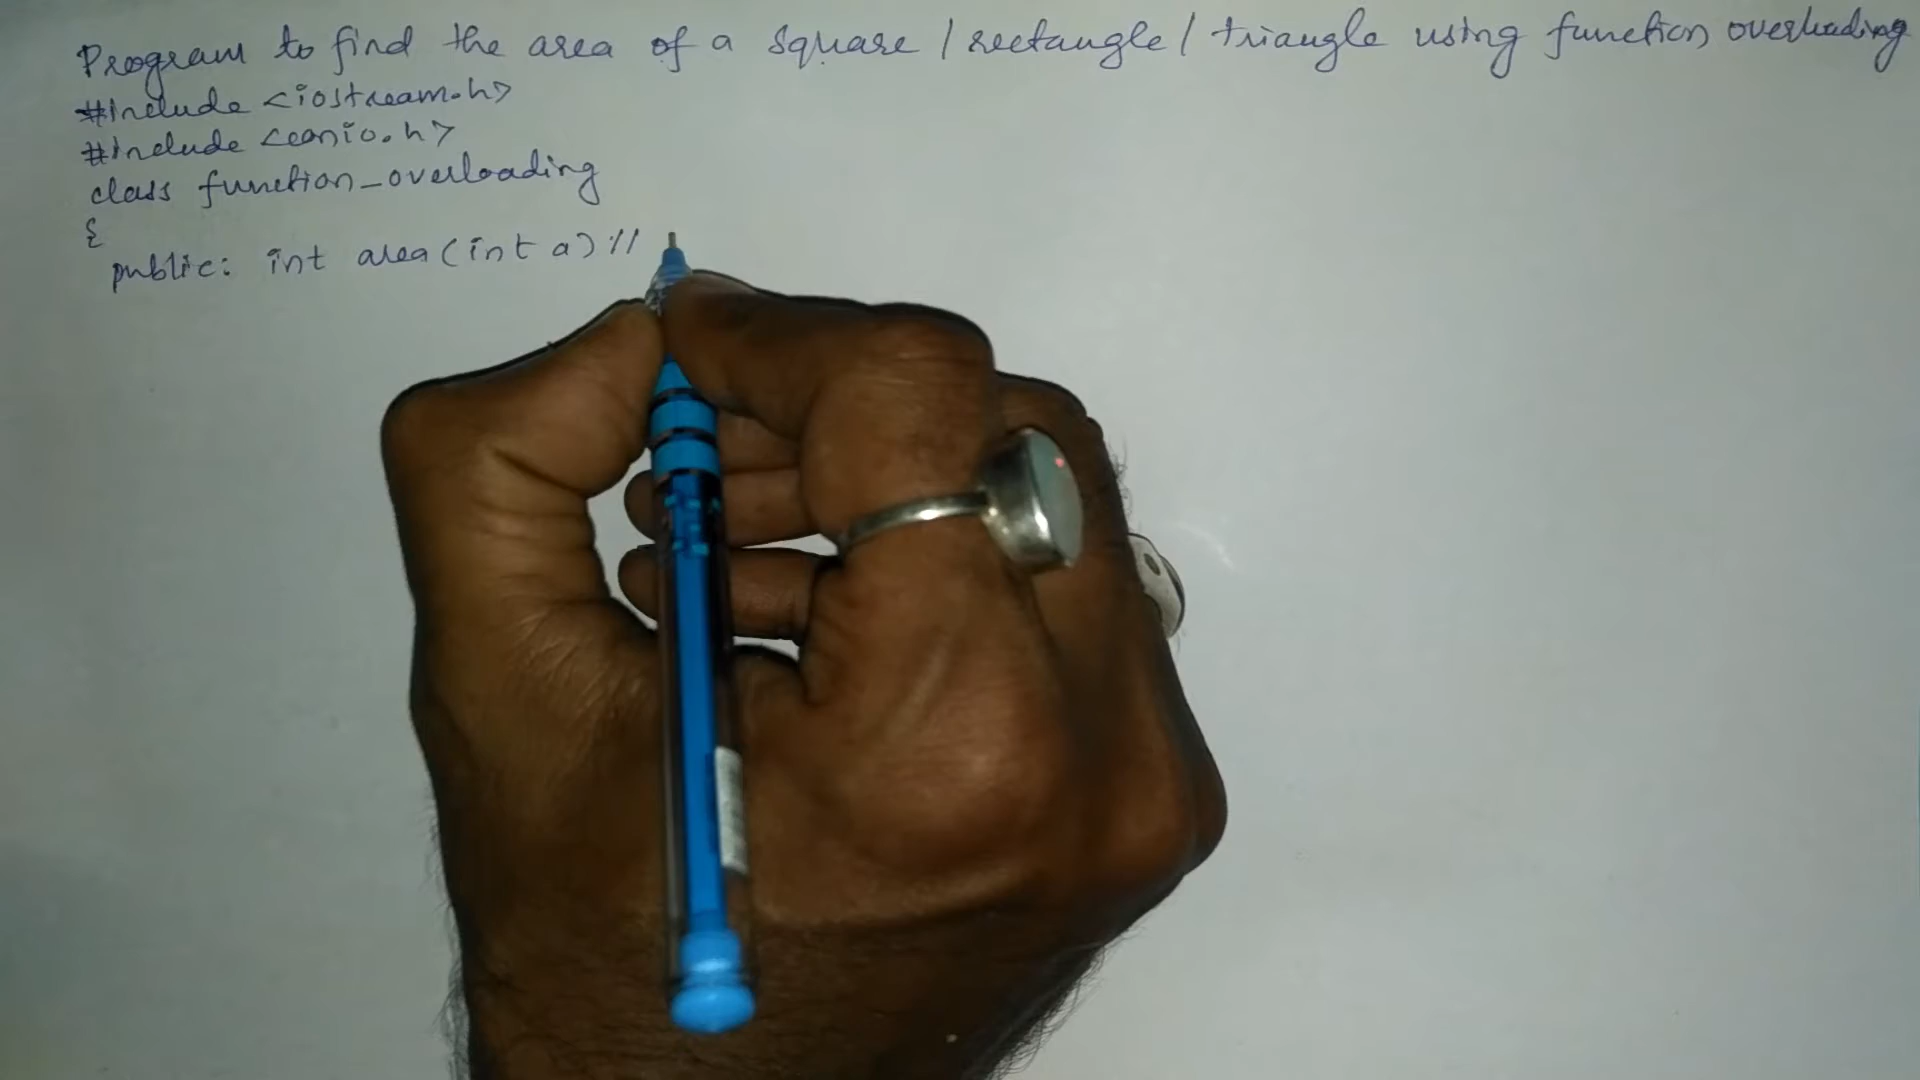 Program to find the area of a square / rectangle / triangle using function overloading
#include <iostream.h>
#include <conio.h>
class function_overloading
{
public: int area(int a) //